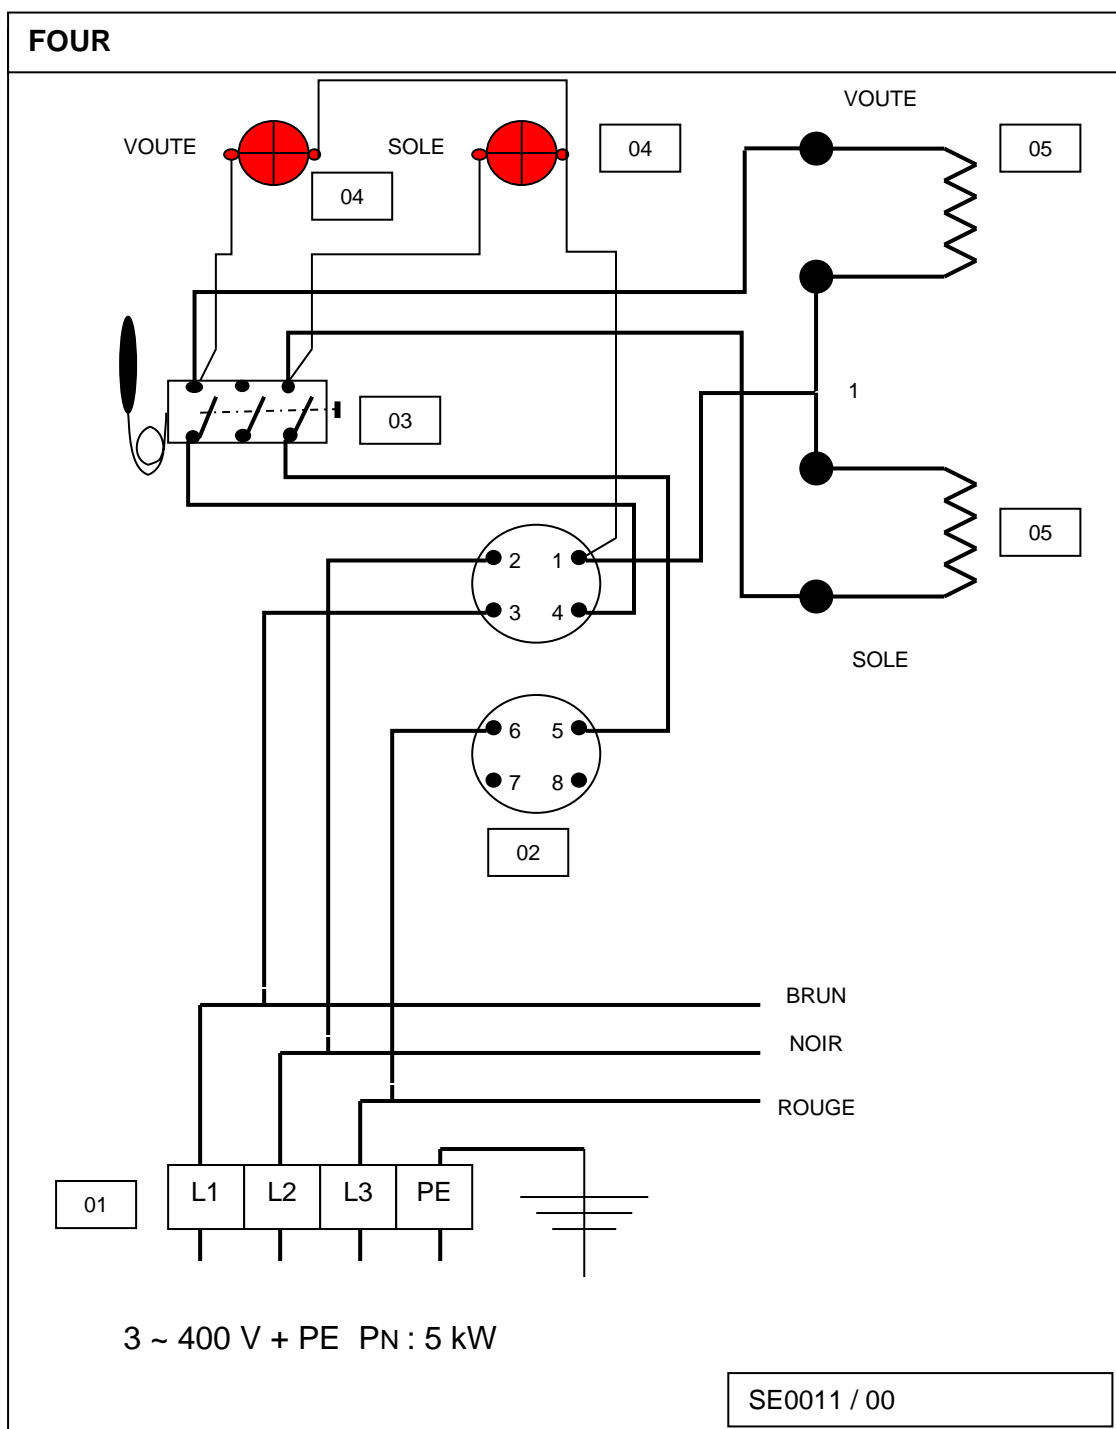 FOUR
VOUTE
VOUTE
SOLE
04
05
04
03
1
2 1
3 4
05
SOLE
6 5
7 8
02
BRUN
NOIR
ROUGE
01
L1 L2 L3 PE
3 ~ 400 V + PE PN : 5 kW
SE0011 / 00